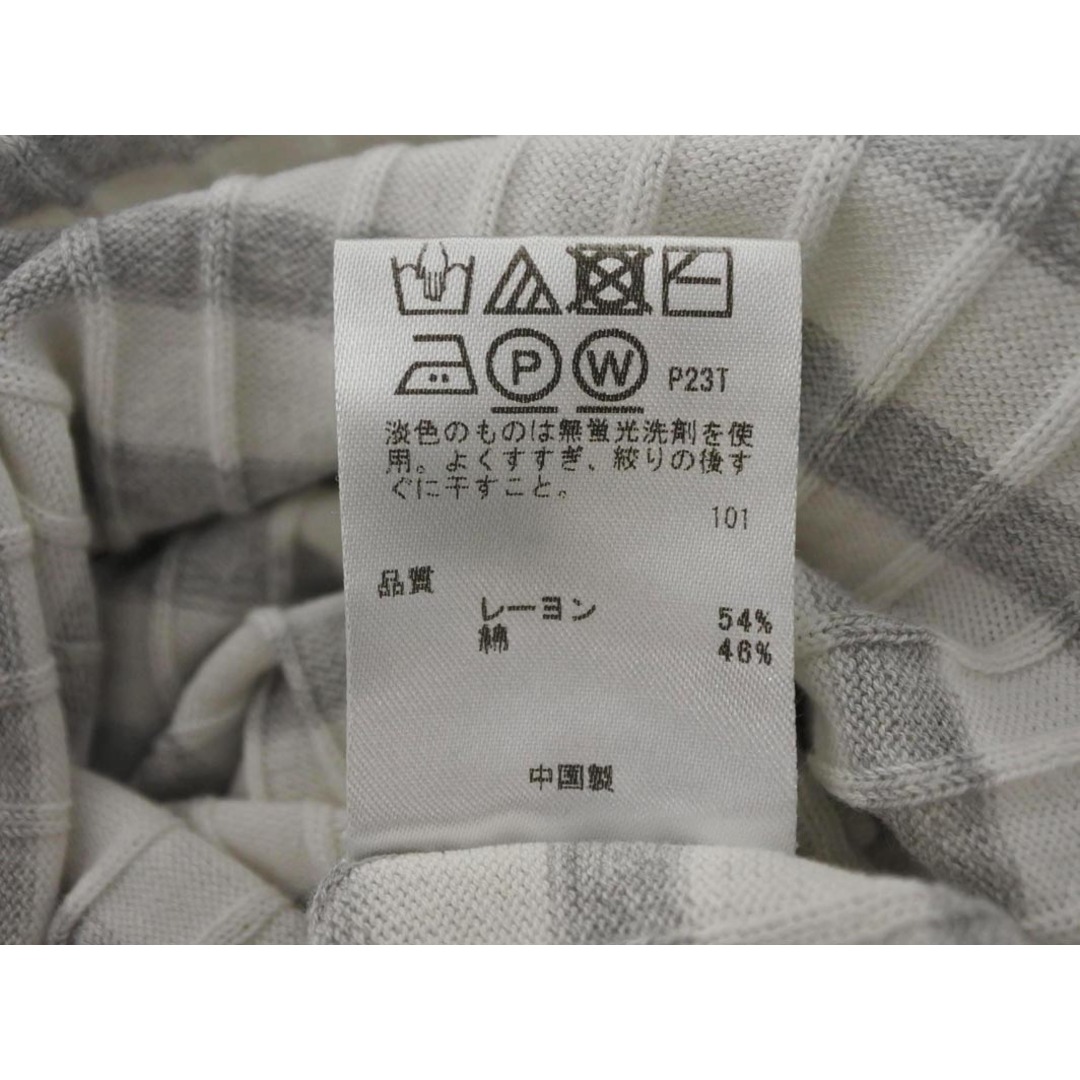 P W P23T
淡色のものは無蛍光洗剤を使
用。よくすすぎ、絞りの後す
ぐに干すこと。
101
品質
レーヨン 54%
綿 46%
中国製